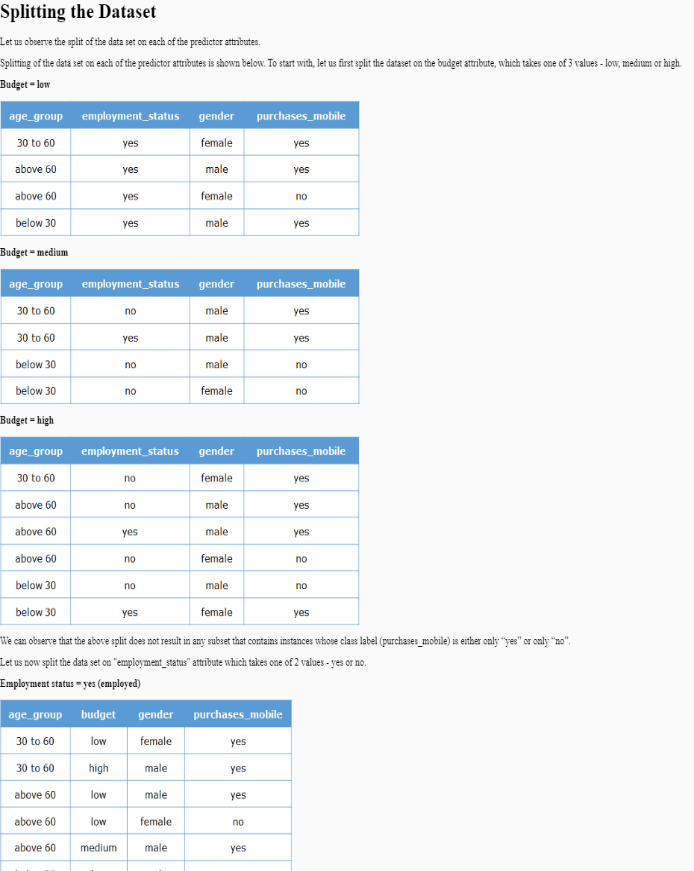 Splitting the Dataset
Let us observe the split of the data set on each of the predictor attributes.
Splitting of the data set on each of the predictor attributes is shown below. To start with, let us first split the dataset on the budget attribute, which takes one of 3 values - low, medium or high.
Budget = low
age_group employment_status gender purchases_mobile
30 to 60 yes female yes
above 60 yes male yes
above 60 yes female no
below 30 yes male yes
Budget = medium
age_group employment_status gender purchases_mobile
30 to 60 no male yes
30 to 60 yes male yes
below 30 no male no
below 30 no female no
Budget = high
age_group employment_status gender purchases_mobile
30 to 60 no female yes
above 60 no male yes
above 60 yes male yes
above 60 no female no
below 30 no male no
below 30 yes female yes
We can observe that the above split does not result in any subset that contains instances whose class label (purchases_mobile) is either only “yes” or only “no”.
Let us now split the data set on "employment_status" attribute which takes one of 2 values - yes or no.
Employment status = yes (employed)
age_group budget gender purchases_mobile
30 to 60 low female yes
30 to 60 high male yes
above 60 low male yes
above 60 low female no
above 60 medium male yes